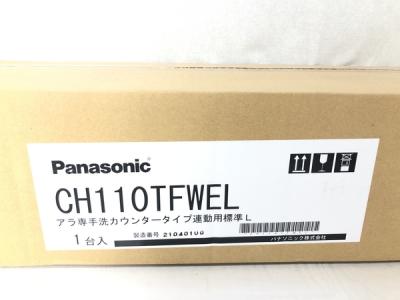 Panasonic
CH110TFWEL
アラ専手洗カウンタータイプ連動用標準L
1台入
製造番号 210401UG
パナソニック株式会社